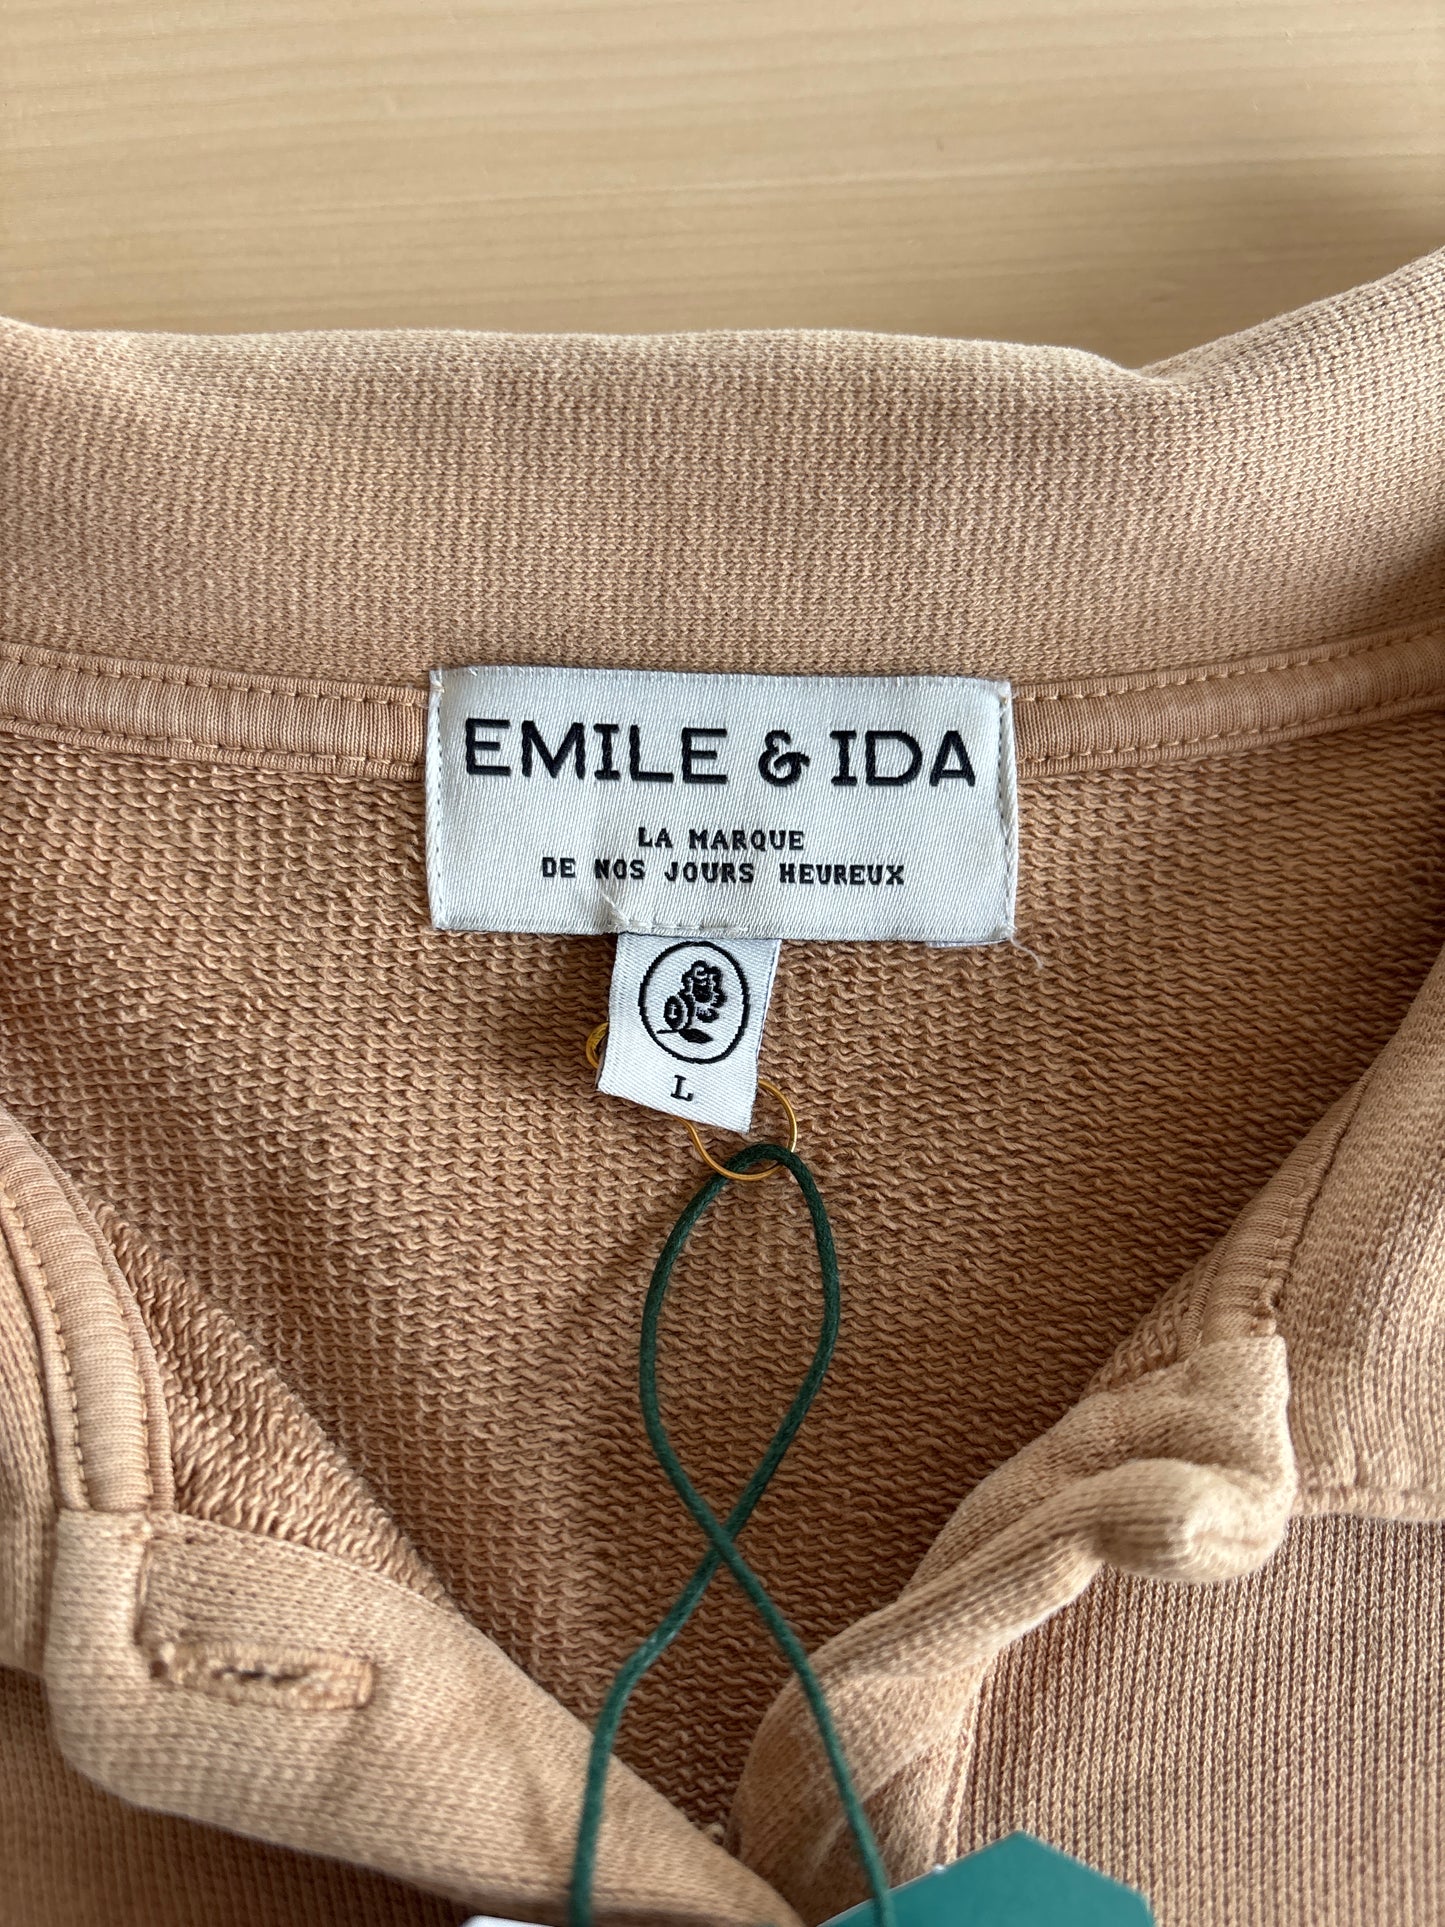 EMILE & IDA
LA MARQUE
DE NOS JOURS HEUREUX
L